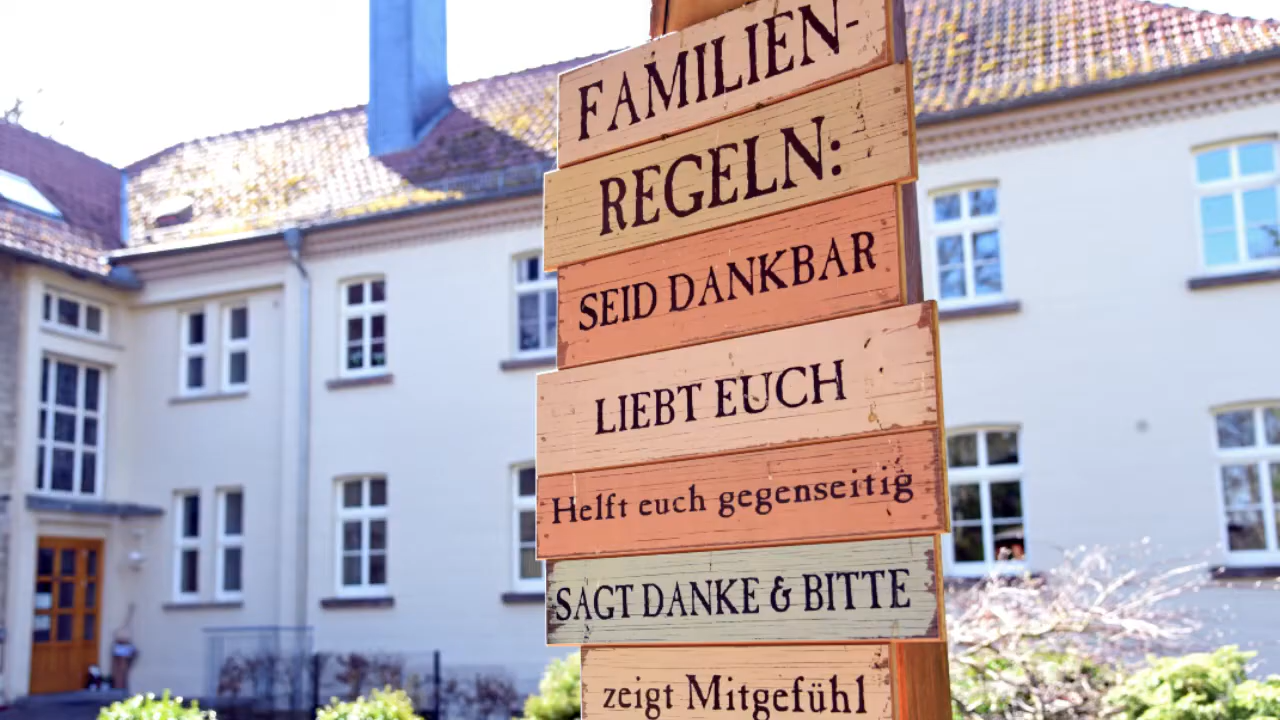 FAMILIEN-
REGELN:
SEID DANKBAR
LIEBT EUCH
Helft euch gegenseitig
SAGT DANKE & BITTE
zeigt Mitgefühl